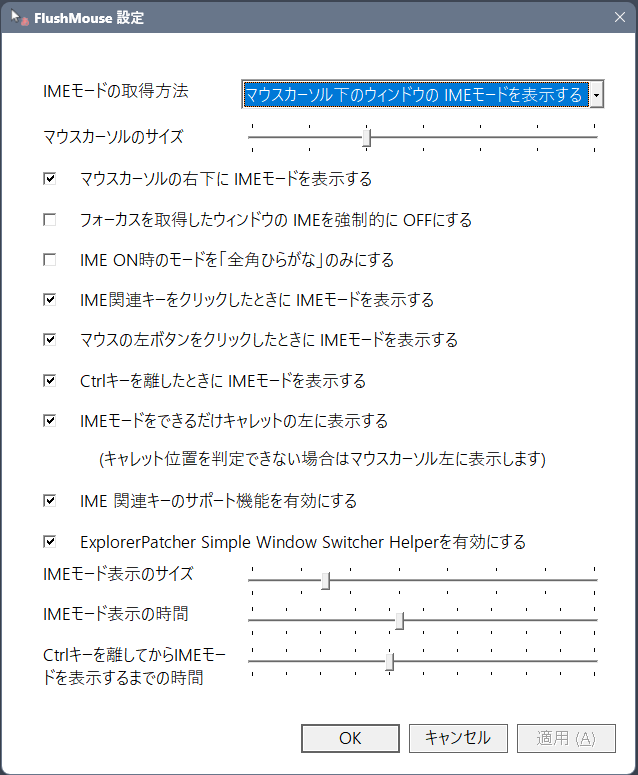 FlushMouse 設定
IMEモードの取得方法
マウスカーソル下のウィンドウの IMEモードを表示する
マウスカーソルのサイズ
マウスカーソルの右下に IMEモードを表示する
フォーカスを取得したウィンドウの IMEを強制的に OFFにする
IME ON時のモードを「全角ひらがな」のみにする
IME関連キーをクリックしたときに IMEモードを表示する
マウスの左ボタンをクリックしたときに IMEモードを表示する
Ctrlキーを離したときに IMEモードを表示する
IMEモードをできるだけキャレットの左に表示する
(キャレット位置を判定できない場合はマウスカーソル左に表示します)
IME 関連キーのサポート機能を有効にする
ExplorerPatcher Simple Window Switcher Helperを有効にする
IMEモード表示のサイズ
IMEモード表示の時間
Ctrlキーを離してからIMEモー
ドを表示するまでの時間
OK
キャンセル
適用 (A)